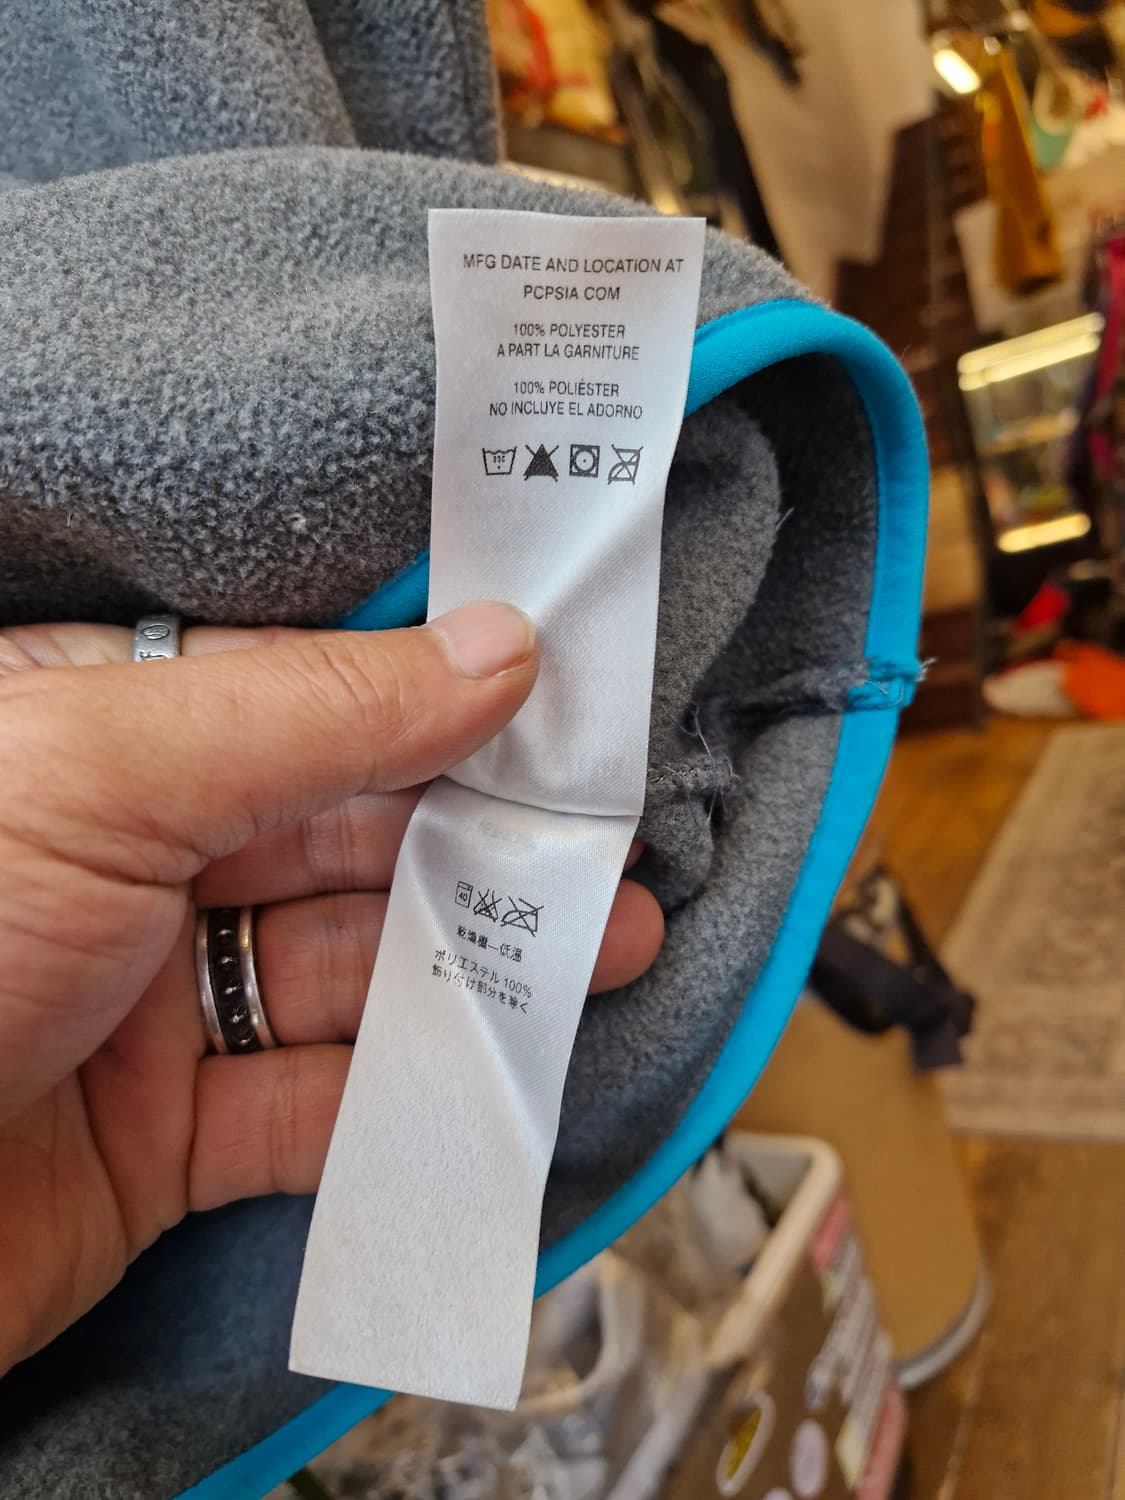 MFG DATE AND LOCATION AT
PCPSIA COM
100% POLYESTER
A PART LA GARNITURE
100% POLIÉSTER
NO INCLUYE EL ADORNO
40
乾燥機―低温
ポリエステル 100%
飾り付け部分を除く